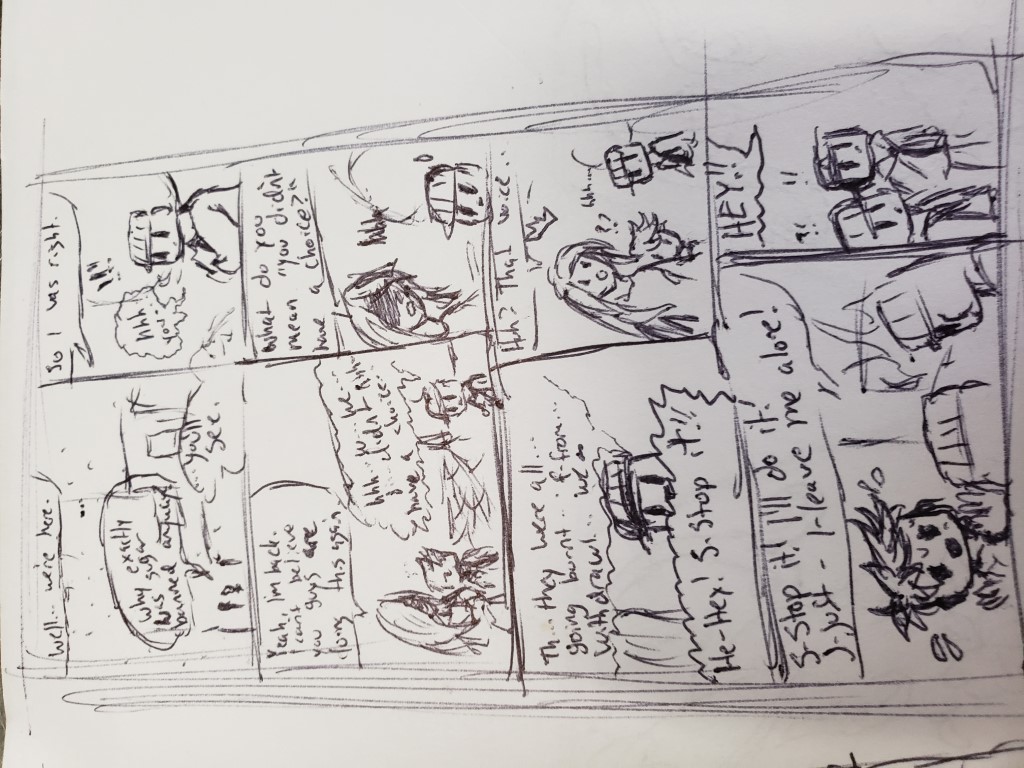 Well... we're here.
Why exactly
was sugar
banned anyways
...you'll
see.
So I was right.
!!!
hhh
you..
Yeah, I'm back.
I can't believe
you guys are
doing this again.
hhh.. w.. we...
I... didn't hhh..
have a choice..
What do you
mean "you didn't
have a choice?"
hhh..
Th... they were all...
going burnt... f-from...
withdrawl... we
He-Hey! S-Stop it!!
Huh? That voice...
??
hhh...
S-Stop it! I'll do it!
J-Just - l-leave me alone!
HEY!!
?!
!!